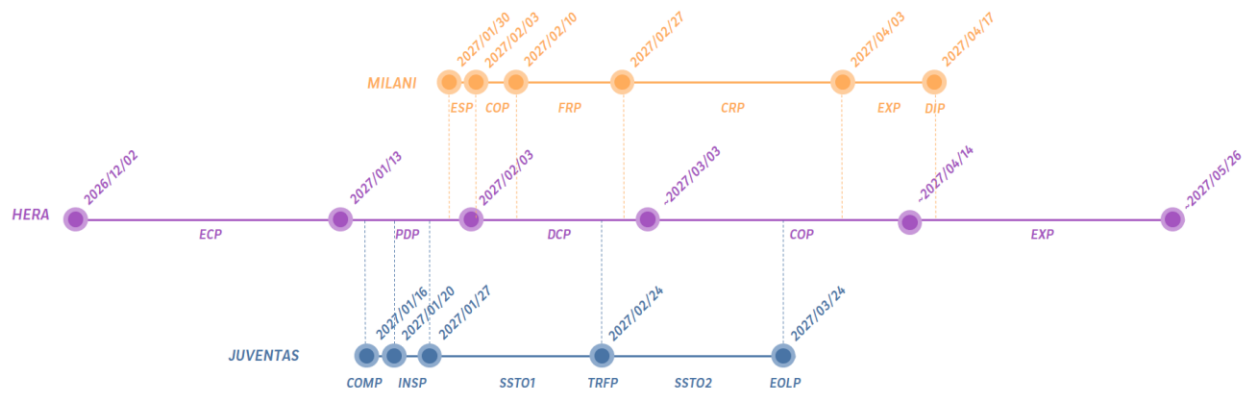 2027/01/30
2027/02/03
2027/02/10
2027/02/27
2027/04/03
2027/04/17
MILANI
ESP COP FRP CRP EXP DIP
2026/12/02
2027/01/13
2027/02/03
~2027/03/03
~2027/04/14
~2027/05/26
HERA
ECP PDP DCP COP EXP
2027/01/16
2027/01/20
2027/01/27
2027/02/24
2027/03/24
JUVENTAS
COMP INSP SSTO1 TRFP SSTO2 EOLP